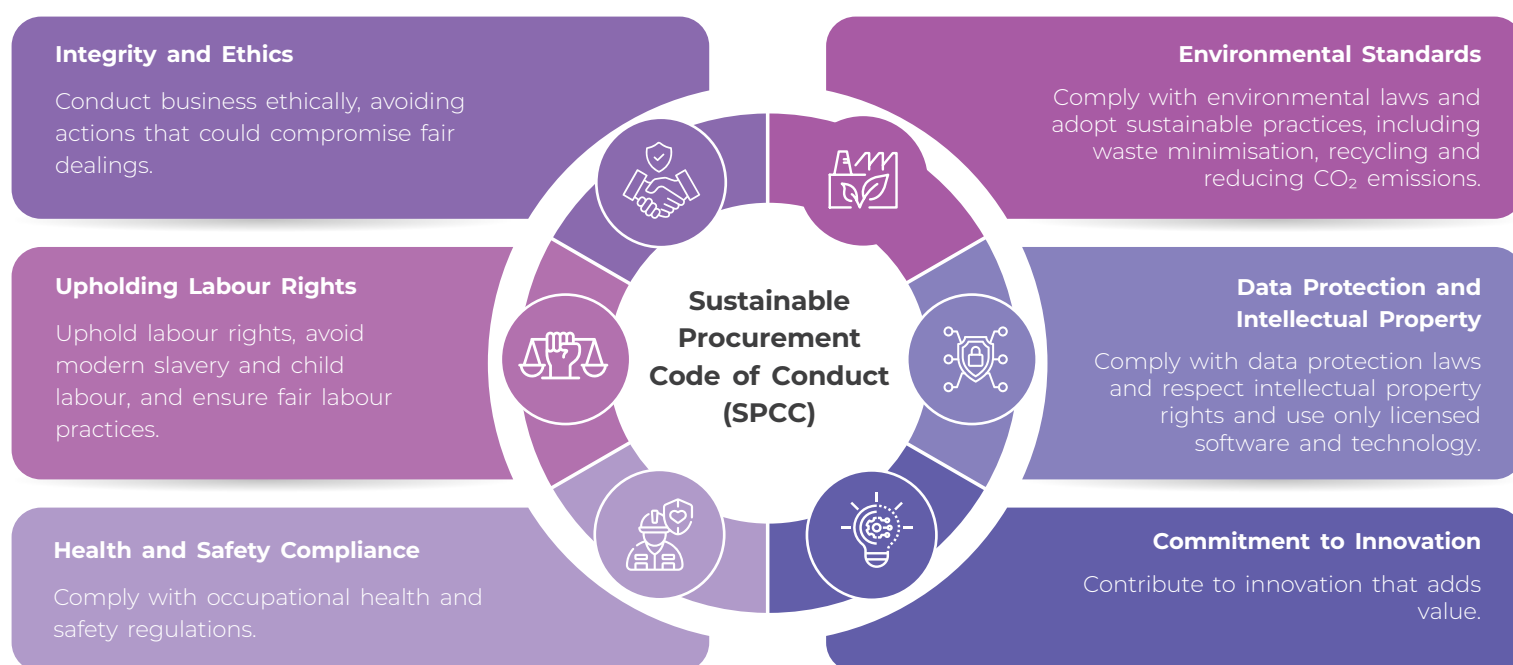 Integrity and Ethics
Conduct business ethically, avoiding
actions that could compromise fair
dealings.
Upholding Labour Rights
Uphold labour rights, avoid
modern slavery and child
labour, and ensure fair labour
practices.
Health and Safety Compliance
Comply with occupational health and
safety regulations.
Sustainable
Procurement
Code of Conduct
(SPCC)
Environmental Standards
Comply with environmental laws and
adopt sustainable practices, including
waste minimisation, recycling and
reducing CO₂ emissions.
Data Protection and
Intellectual Property
Comply with data protection laws
and respect intellectual property
rights and use only licensed
software and technology.
Commitment to Innovation
Contribute to innovation that adds
value.